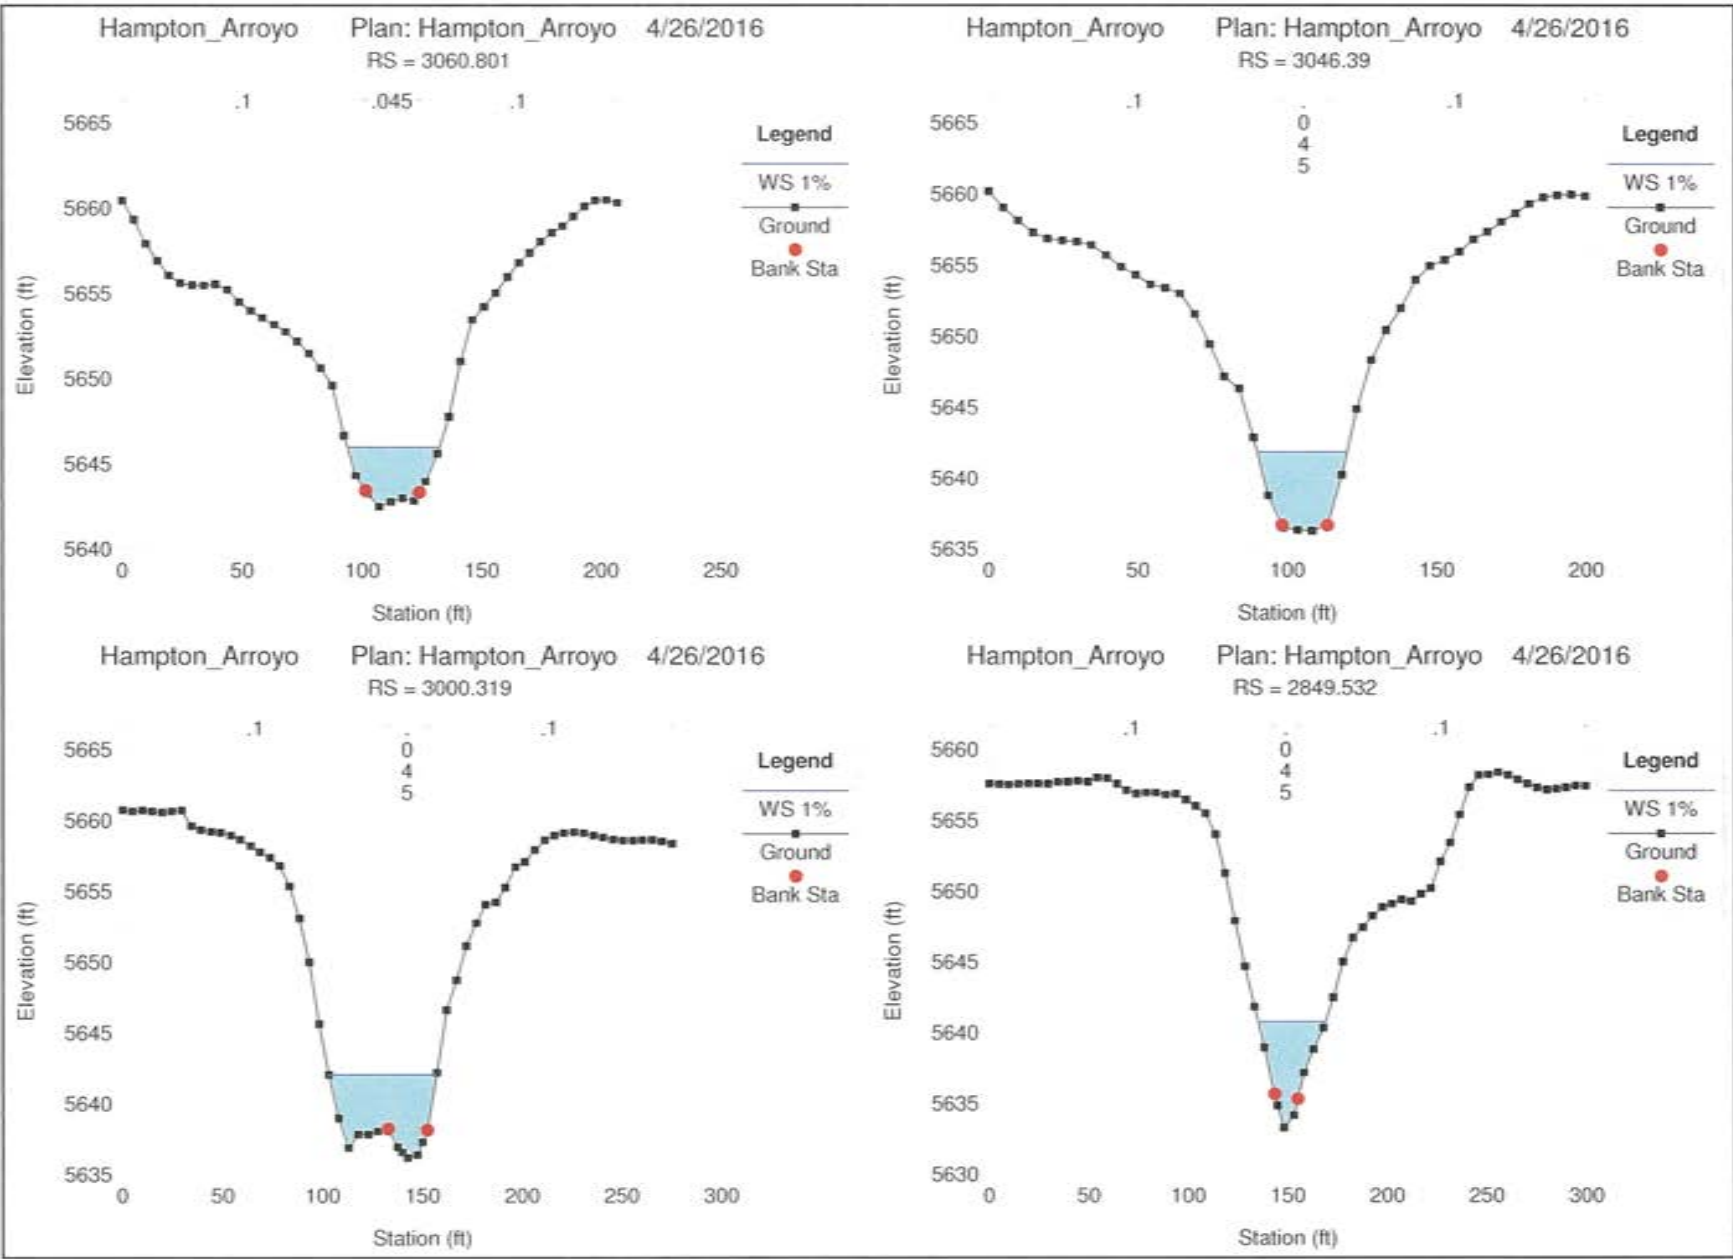 Hampton_Arroyo Plan: Hampton_Arroyo 4/26/2016
RS = 3060.801
.1 .045 .1
5665
5660
5655
5650
5645
5640
Elevation (ft)
0 50 100 150 200 250
Station (ft)
Legend
WS 1%
Ground
Bank Sta
Hampton_Arroyo Plan: Hampton_Arroyo 4/26/2016
RS = 3046.39
.1 . .1
0
4
5
5665
5660
5655
5650
5645
5640
5635
Elevation (ft)
0 50 100 150 200
Station (ft)
Legend
WS 1%
Ground
Bank Sta
Hampton_Arroyo Plan: Hampton_Arroyo 4/26/2016
RS = 3000.319
.1 . .1
0
4
5
5665
5660
5655
5650
5645
5640
5635
Elevation (ft)
0 50 100 150 200 250 300
Station (ft)
Legend
WS 1%
Ground
Bank Sta
Hampton_Arroyo Plan: Hampton_Arroyo 4/26/2016
RS = 2849.532
.1 . .1
0
4
5
5660
5655
5650
5645
5640
5635
5630
Elevation (ft)
0 50 100 150 200 250 300
Station (ft)
Legend
WS 1%
Ground
Bank Sta